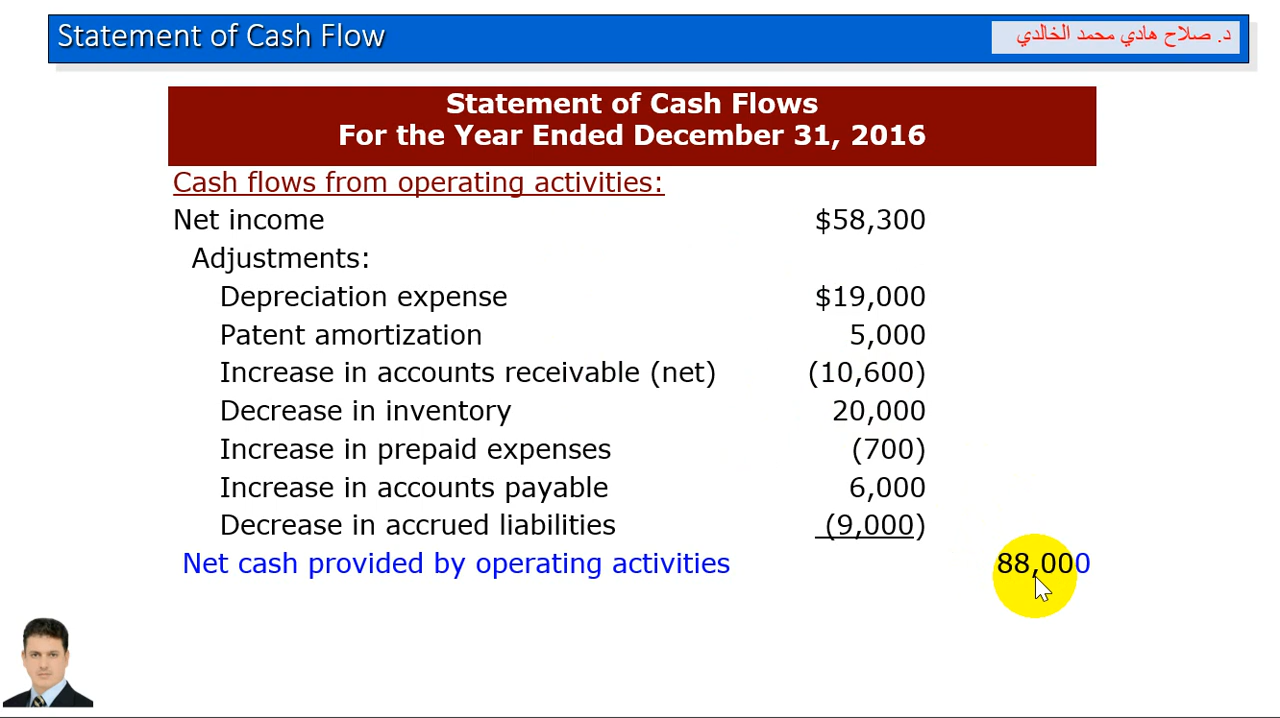 Statement of Cash Flow
د. صلاح هادي محمد الخالدي
Statement of Cash Flows
For the Year Ended December 31, 2016
Cash flows from operating activities:
Net income $58,300
Adjustments:
Depreciation expense $19,000
Patent amortization 5,000
Increase in accounts receivable (net) (10,600)
Decrease in inventory 20,000
Increase in prepaid expenses (700)
Increase in accounts payable 6,000
Decrease in accrued liabilities (9,000)
Net cash provided by operating activities 88,000